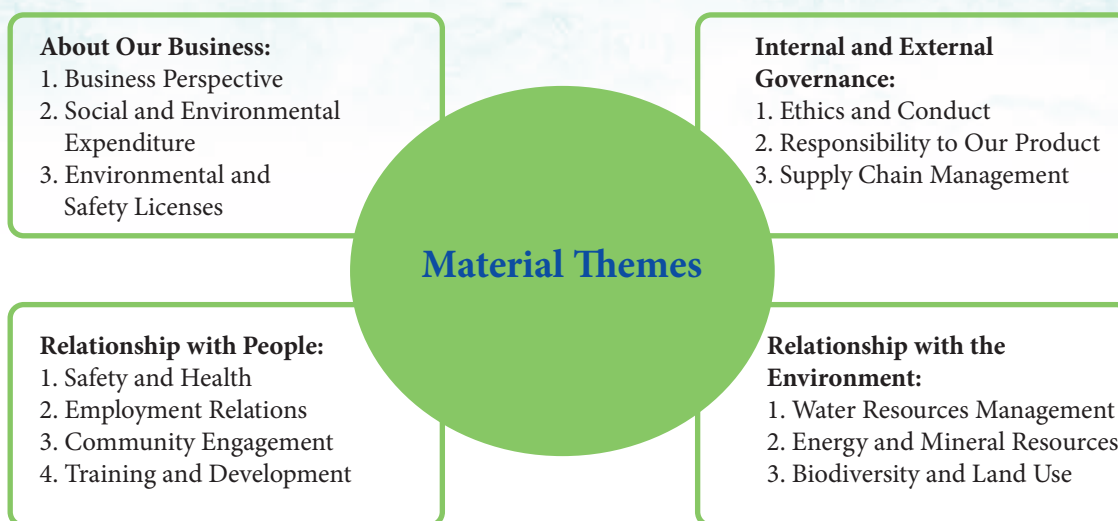 About Our Business:
1. Business Perspective
2. Social and Environmental
Expenditure
3. Environmental and
Safety Licenses
Internal and External
Governance:
1. Ethics and Conduct
2. Responsibility to Our Product
3. Supply Chain Management
Material Themes
Relationship with People:
1. Safety and Health
2. Employment Relations
3. Community Engagement
4. Training and Development
Relationship with the
Environment:
1. Water Resources Management
2. Energy and Mineral Resources
3. Biodiversity and Land Use